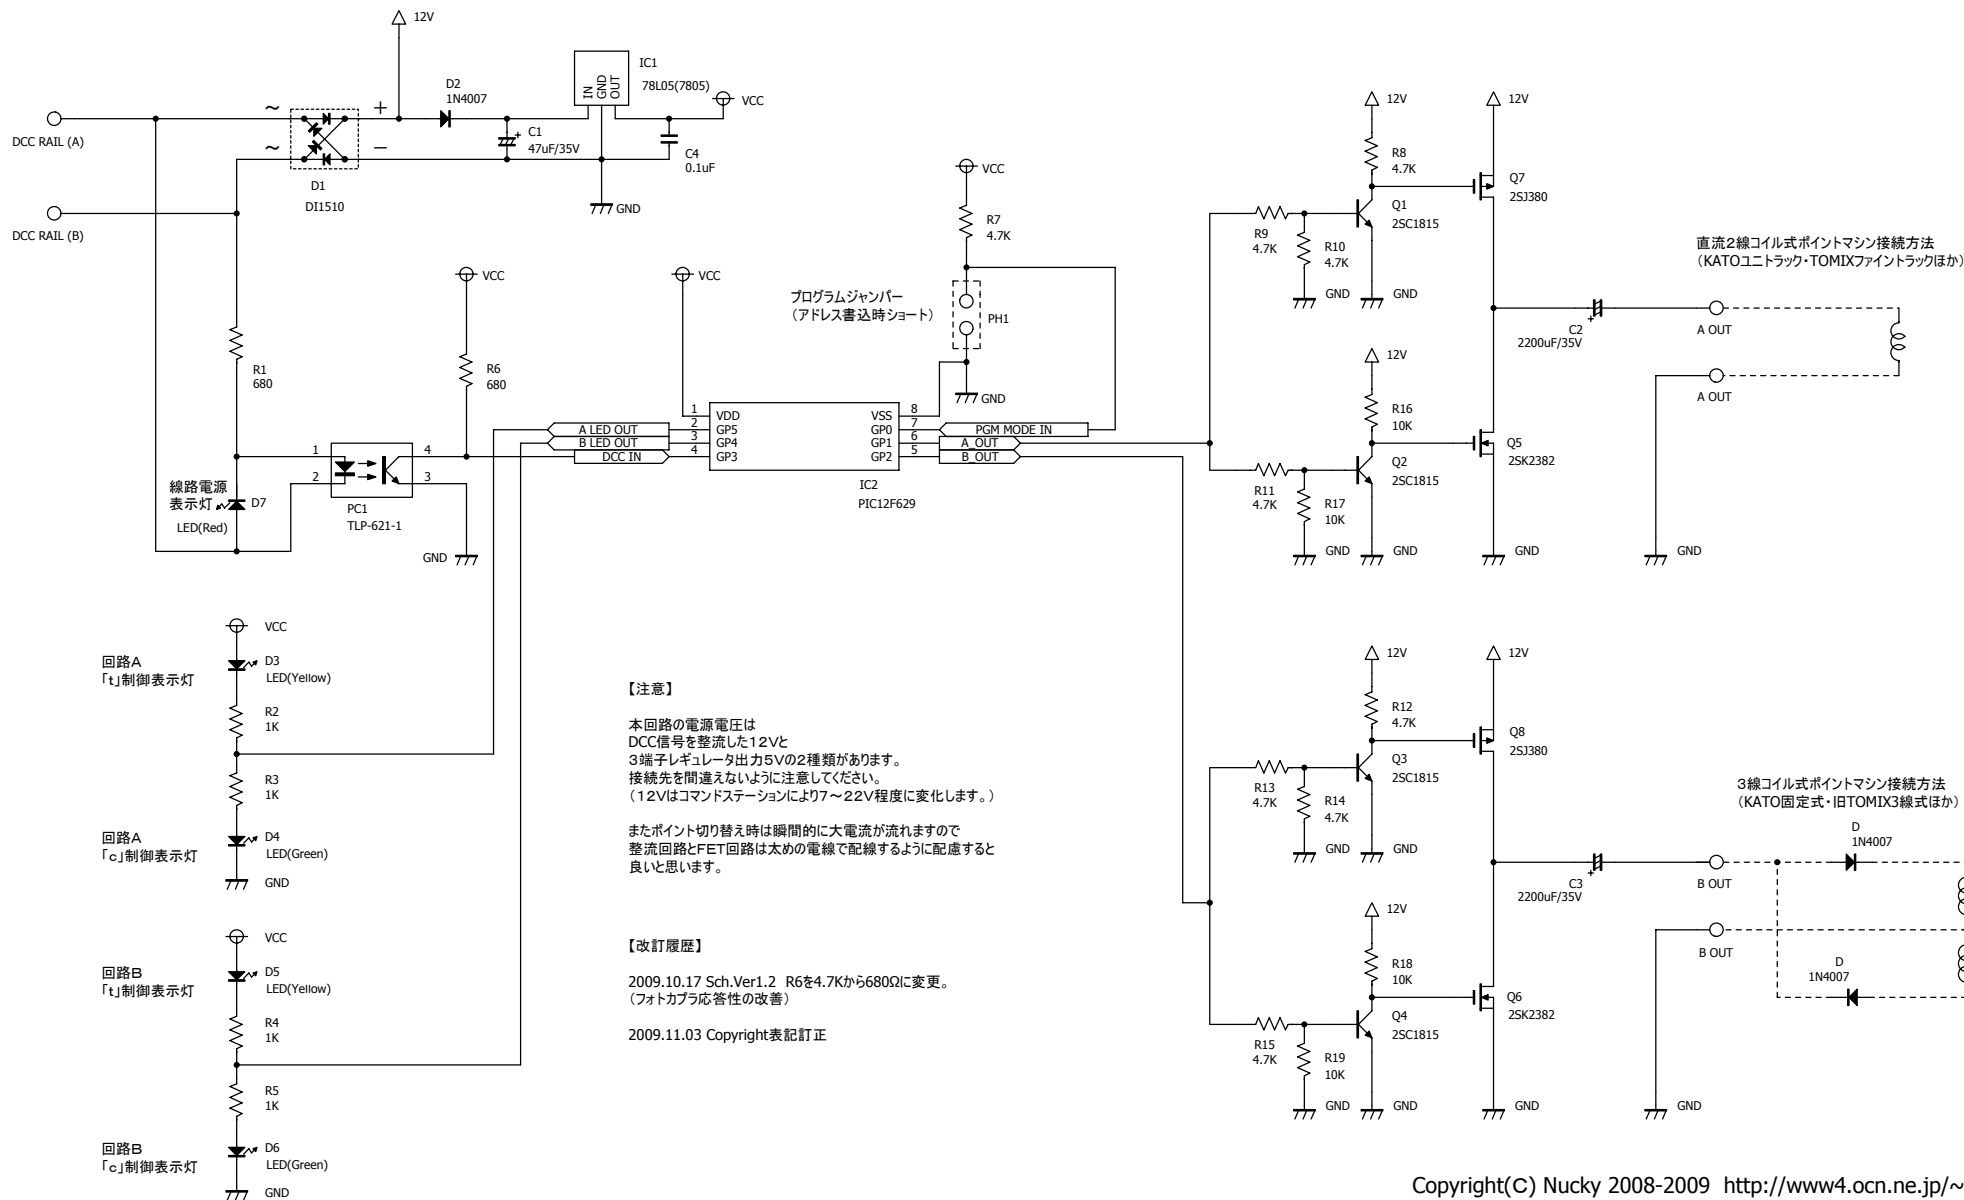 12V
D2
1N4007
IC1
78L05(7805)
IN
GND
OUT
VCC
~
+
~
−
DCC RAIL (A)
C1
47uF/35V
+
C4
0.1uF
D1
DI1510
GND
DCC RAIL (B)
R1
680
VCC
R6
680
線路電源
表示灯
D7
LED(Red)
1
2
4
3
PC1
TLP-621-1
GND
VCC
プログラムジャンパー
（アドレス書込時ショート）
VCC
R7
4.7K
PH1
GND
1
2
3
4
VDD
GP5
GP4
GP3
VSS
GP0
GP1
GP2
8
7
6
5
A LED OUT
B LED OUT
DCC IN
PGM MODE IN
A_OUT
B_OUT
IC2
PIC12F629
12V
R8
4.7K
12V
Q7
2SJ380
R9
4.7K
R10
4.7K
Q1
2SC1815
GND
GND
12V
R16
10K
Q5
2SK2382
R11
4.7K
R17
10K
Q2
2SC1815
GND
GND
GND
直流2線コイル式ポイントマシン接続方法
（KATOユニトラック・TOMIXファイントラックほか）
C2
2200uF/35V
+
A OUT
A OUT
GND
VCC
回路A
「t」制御表示灯
D3
LED(Yellow)
R2
1K
R3
1K
回路A
「c」制御表示灯
D4
LED(Green)
GND
VCC
回路B
「t」制御表示灯
D5
LED(Yellow)
R4
1K
R5
1K
回路B
「c」制御表示灯
D6
LED(Green)
GND
【注意】
本回路の電源電圧は
DCC信号を整流した12Vと
3端子レギュレータ出力5Vの2種類があります。
接続先を間違えないように注意してください。
（12Vはコマンドステーションにより7～22V程度に変化します。）
またポイント切り替え時は瞬間的に大電流が流れますので
整流回路とFET回路は太めの電線で配線するように配慮すると
良いと思います。
【改訂履歴】
2009.10.17 Sch.Ver1.2 R6を4.7Kから680Ωに変更。
（フォトカプラ応答性の改善）
2009.11.03 Copyright表記訂正
12V
R12
4.7K
12V
Q8
2SJ380
R13
4.7K
R14
4.7K
Q3
2SC1815
GND
GND
12V
R18
10K
Q6
2SK2382
R15
4.7K
R19
10K
Q4
2SC1815
GND
GND
GND
3線コイル式ポイントマシン接続方法
（KATO固定式・旧TOMIX3線式ほか）
D
1N4007
C3
2200uF/35V
+
B OUT
B OUT
D
1N4007
GND
Copyright(C) Nucky 2008-2009 http://www4.ocn.ne.jp/~